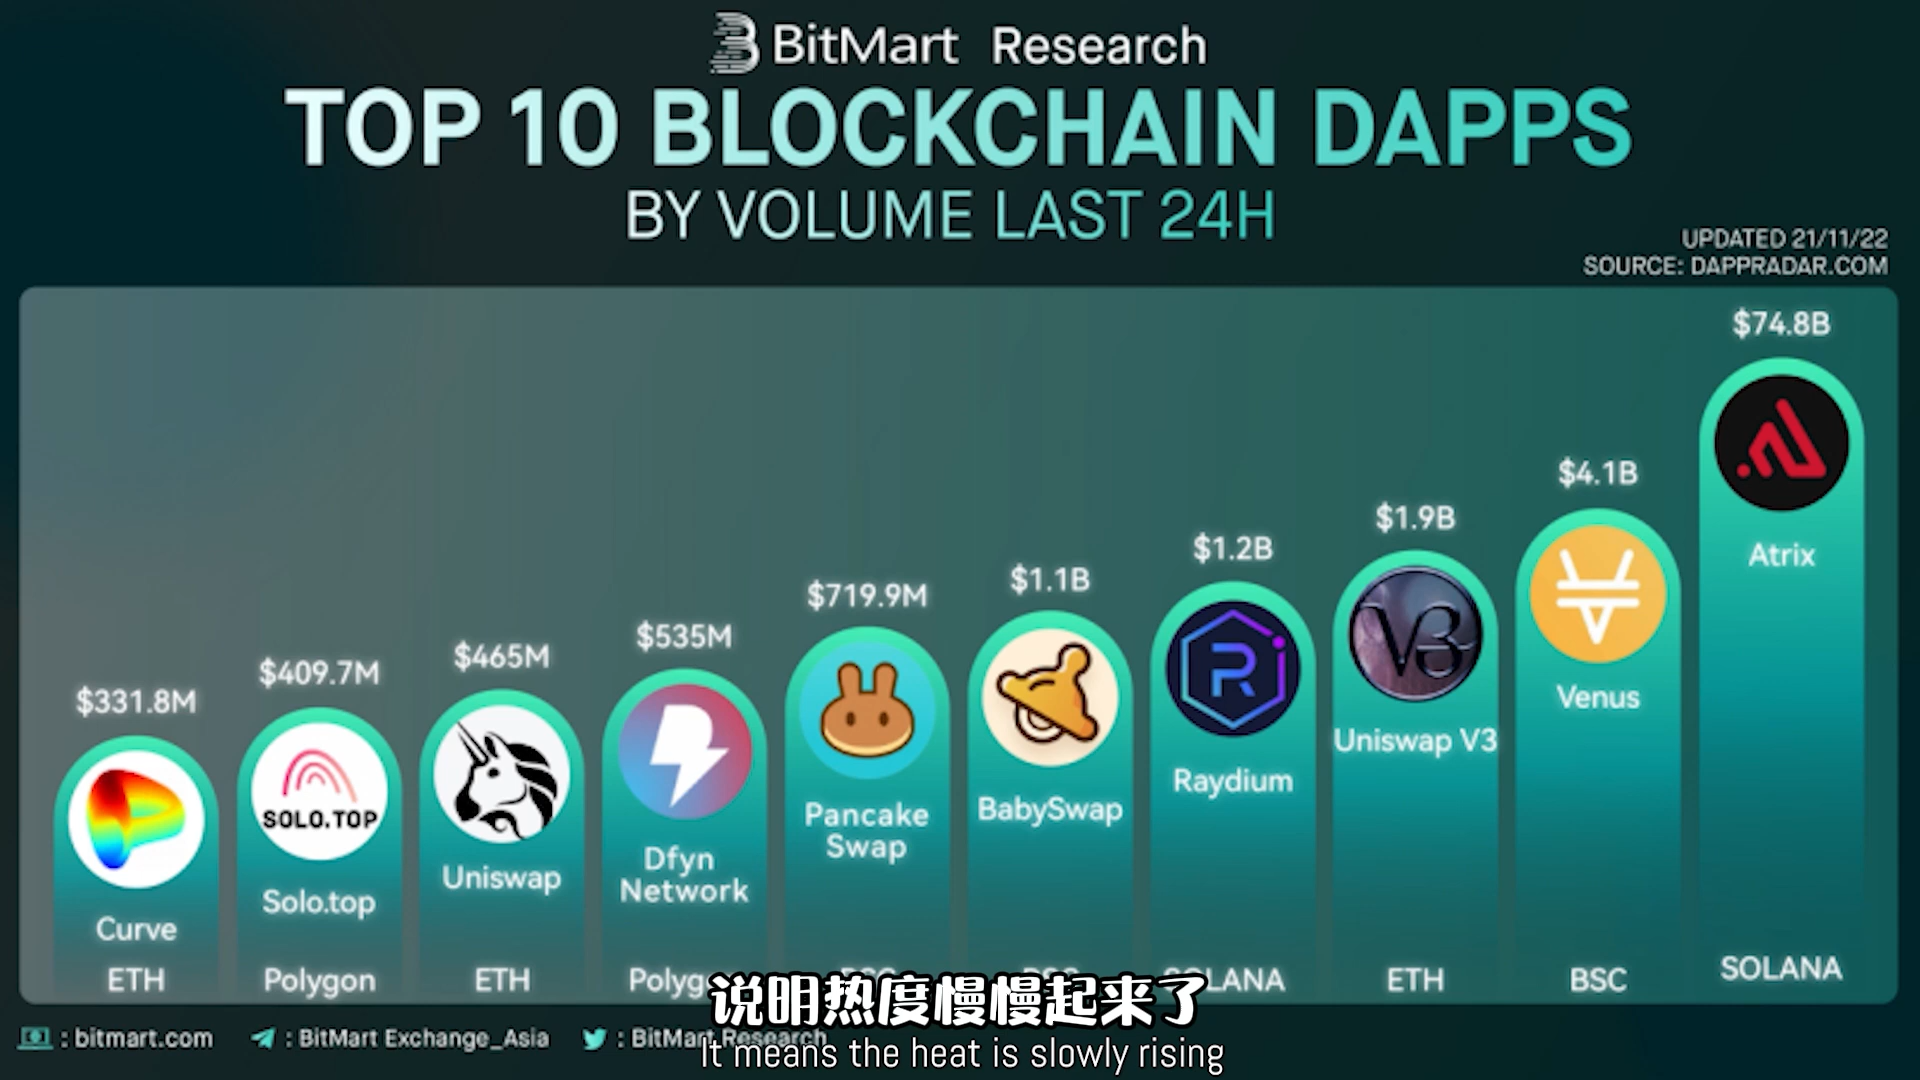 BitMart Research
TOP 10 BLOCKCHAIN DAPPS
BY VOLUME LAST 24H
UPDATED 21/11/22
SOURCE: DAPPRADAR.COM
$331.8M
Curve
ETH
$409.7M
SOLO.TOP
Solo.top
Polygon
$465M
Uniswap
ETH
$535M
Dfyn
Network
Polyg
$719.9M
Pancake
Swap
$1.1B
BabySwap
$1.2B
Raydium
SOLANA
$1.9B
V3
Uniswap V3
ETH
$4.1B
Venus
BSC
$74.8B
Atrix
SOLANA
说明热度慢慢起来了
It means the heat is slowly rising
: bitmart.com
: BitMart Exchange_Asia
: BitMart Research